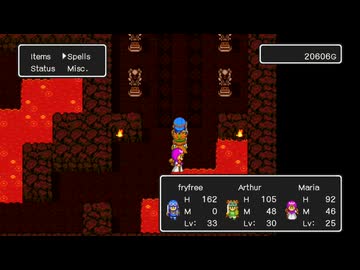 Items ▶Spells
Status Misc.
20606G
fryfree Arthur Maria
H 162 H 105 H 92
M 0 M 48 M 46
Lv: 33 Lv: 30 Lv: 25